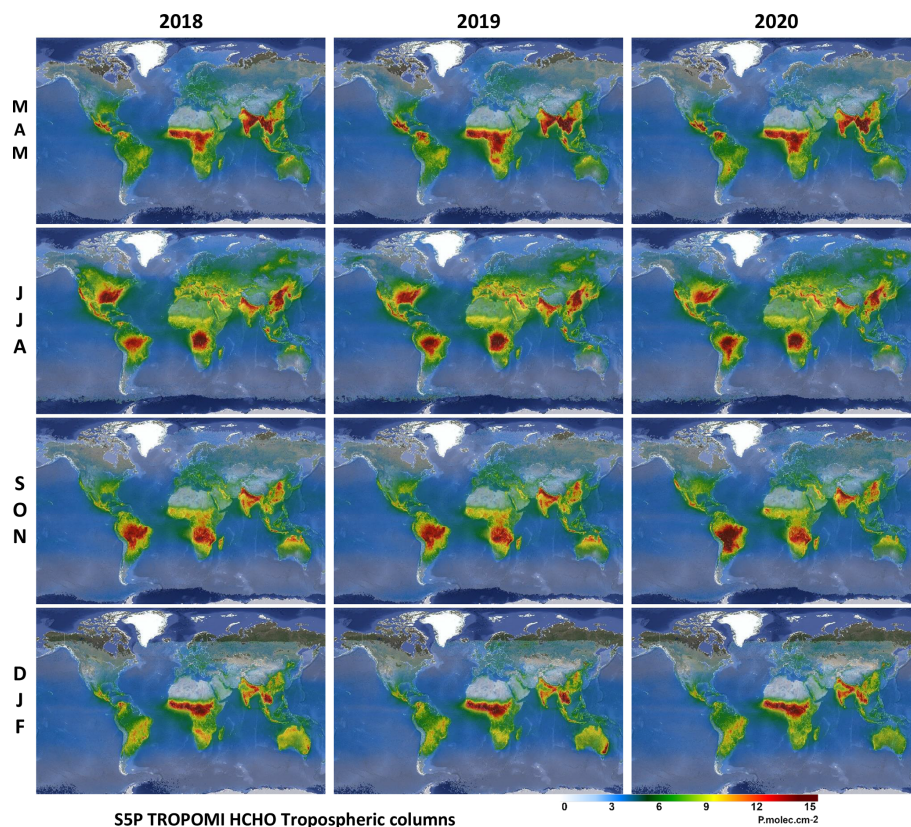 2018 2019 2020
M
A
M
J
J
A
S
O
N
D
J
F
0 3 6 9 12 15
P.molec.cm-2
S5P TROPOMI HCHO Tropospheric columns